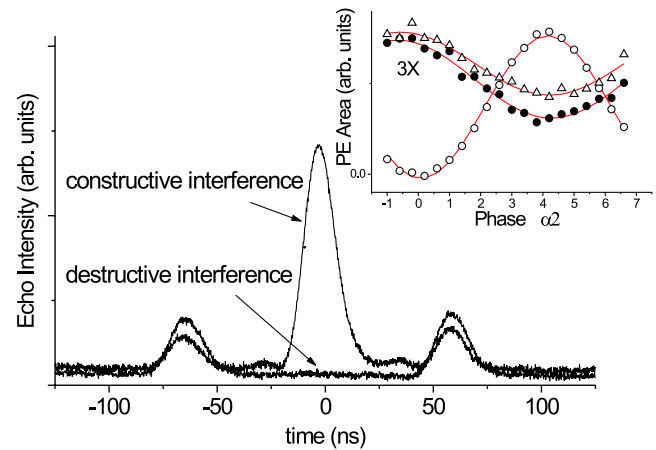 Echo Intensity (arb. units)
constructive interference
destructive interference
-100 -50 0 50 100
time (ns)
PE Area (arb. units)
3X
0.0
-1 0 1 2 3 4 5 6 7
Phase α2